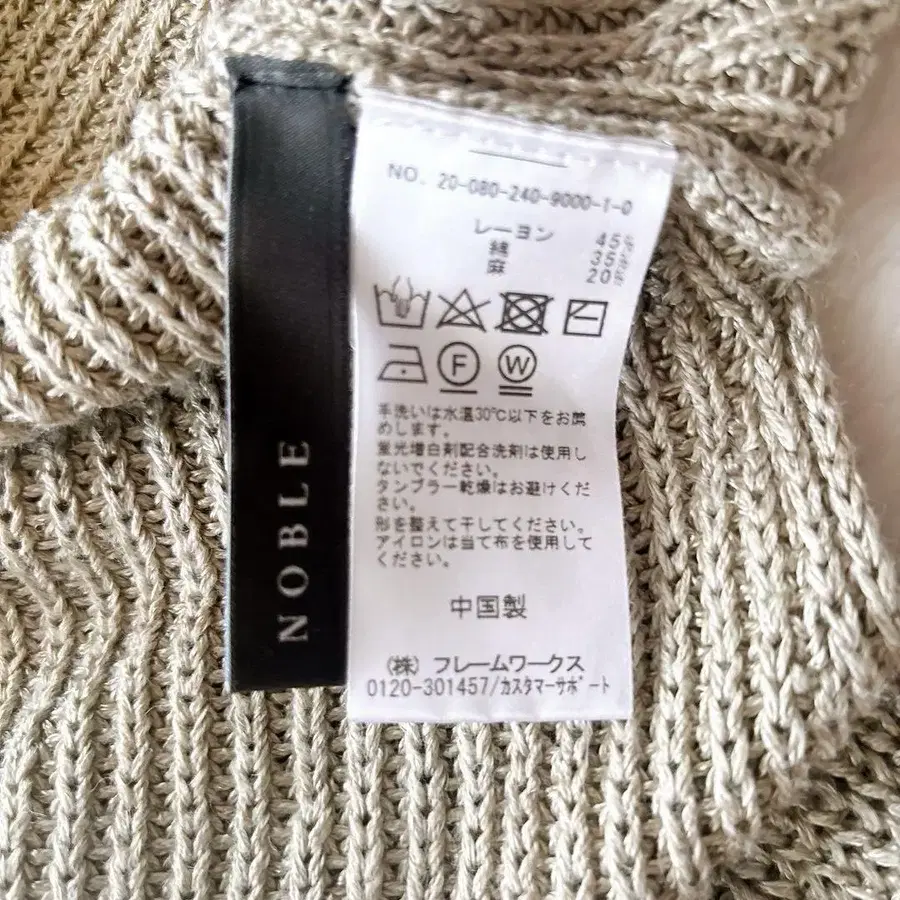 NOBLE
NO. 20-080-240-9000-1-0
レーヨン 45%
綿 35%
麻 20%
F W
手洗いは水温30℃以下をお薦
めします。
蛍光増白剤配合洗剤は使用し
ないでください。
タンブラー乾燥はお避けくだ
さい。
形を整えて干してください。
アイロンは当て布を使用して
ください。
中国製
(株) フレームワークス
0120-301457/カスタマーサポート